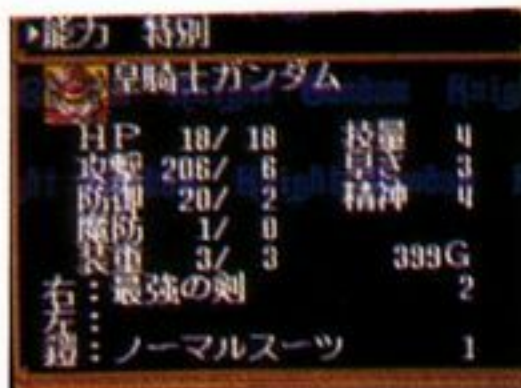 ▶能力 特別
皇騎士ガンダム
HP 18/ 18 技量 4
攻撃 206/ 6 早さ 3
防御 20/ 2 精神 4
魔防 1/ 0
装重 3/ 3 399G
右:最強の剣 2
左:
鎧:ノーマルスーツ 1